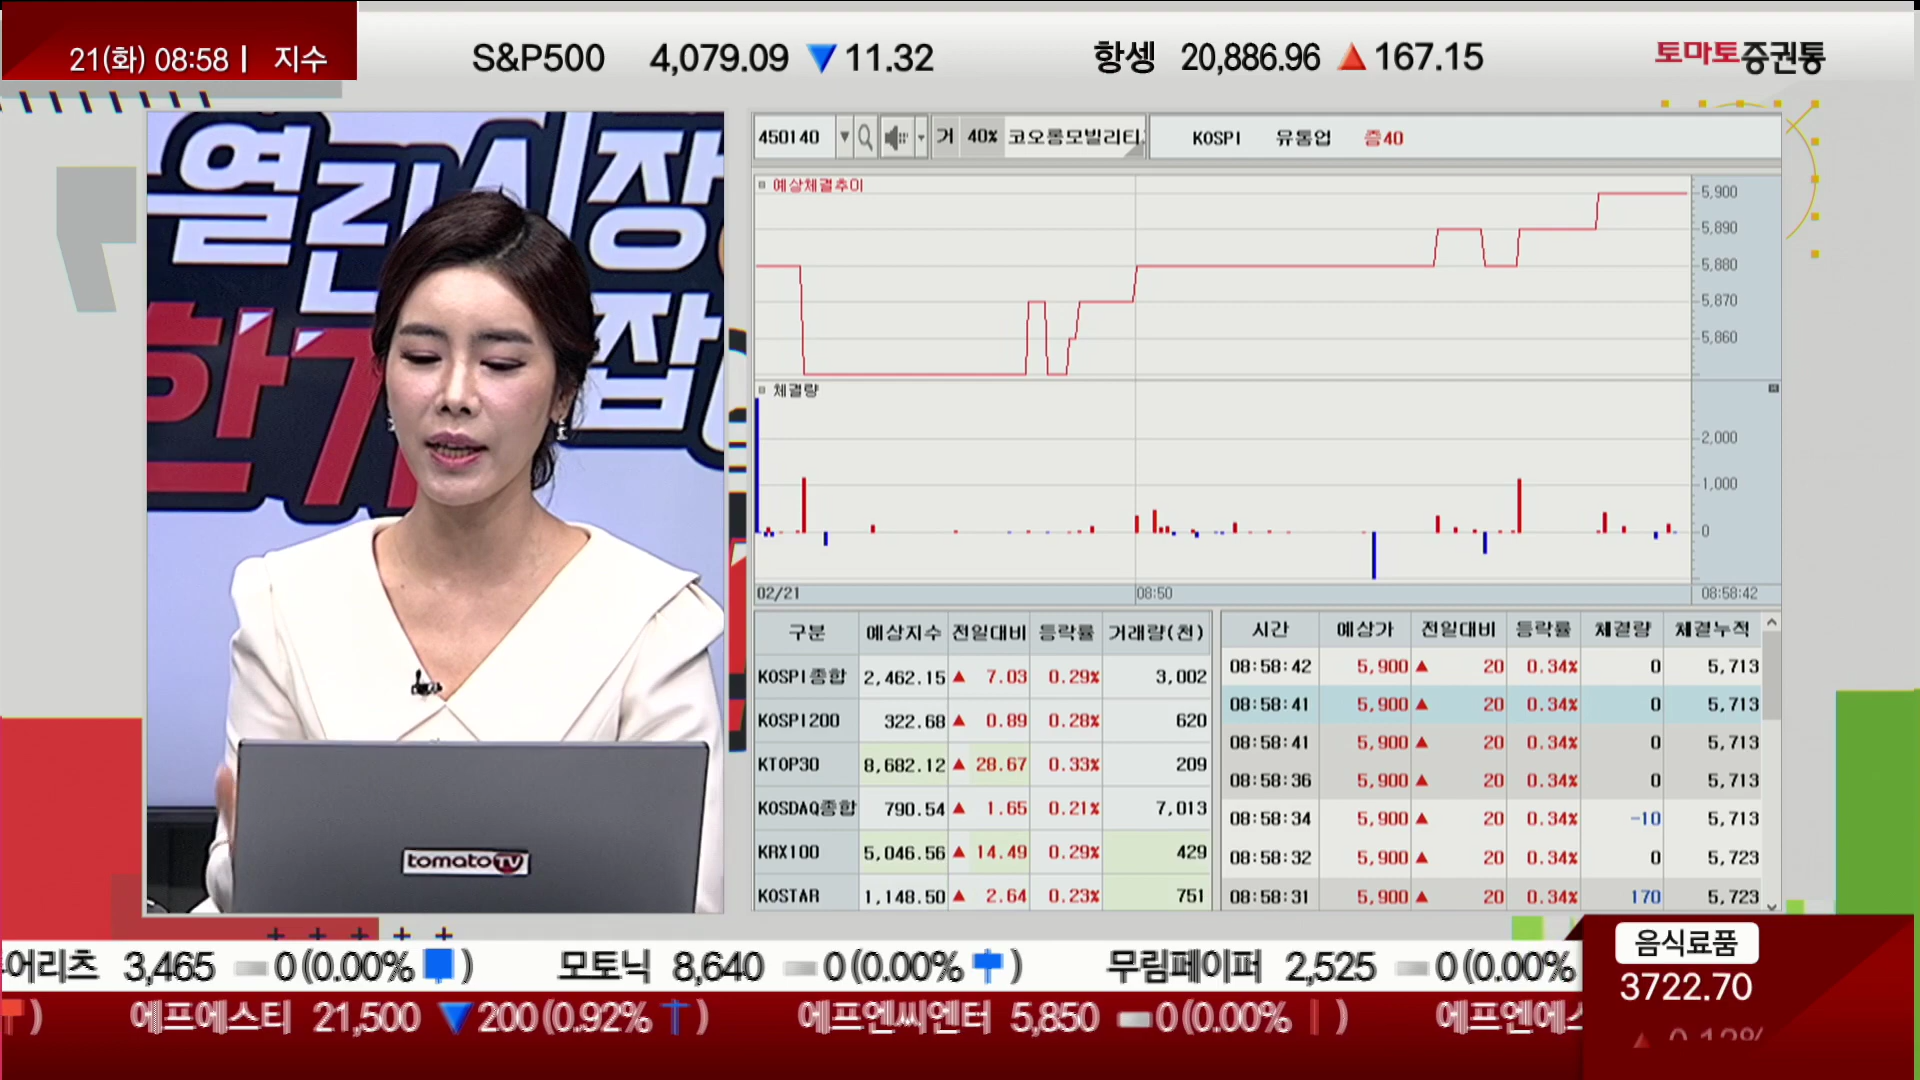 21(화) 08:58 | 지수
S&P500 4,079.09 ▼ 11.32 항셍 20,886.96 ▲ 167.15
토마토증권통
열린시장
한가 집
450140 거 40% 코오롱모빌리티 KOSPI 유통업 증40
예상체결추이
5,900
5,890
5,880
5,870
5,860
체결량
2,000
1,000
0
02/21 08:50 08:58:42
구분 예상지수 전일대비 등락률 거래량(천)
KOSPI종합 2,462.15 ▲ 7.03 0.29% 3,002
KOSPI200 322.68 ▲ 0.89 0.28% 620
KTOP30 8,682.12 ▲ 28.67 0.33% 209
KOSDAQ종합 790.54 ▲ 1.65 0.21% 7,013
KRX100 5,046.56 ▲ 14.49 0.29% 429
KOSTAR 1,148.50 ▲ 2.64 0.23% 751
시간 예상가 전일대비 등락률 체결량 체결누적
08:58:42 5,900 ▲ 20 0.34% 0 5,713
08:58:41 5,900 ▲ 20 0.34% 0 5,713
08:58:41 5,900 ▲ 20 0.34% 0 5,713
08:58:36 5,900 ▲ 20 0.34% 0 5,713
08:58:34 5,900 ▲ 20 0.34% -10 5,713
08:58:32 5,900 ▲ 20 0.34% 0 5,723
08:58:31 5,900 ▲ 20 0.34% 170 5,723
tomatoTV
어리츠 3,465 0(0.00% ) 모토닉 8,640 0(0.00% ) 무림페이퍼 2,525 0(0.00%
) 에프에스티 21,500 ▼ 200(0.92% ) 에프엔씨엔터 5,850 0(0.00% ) 에프엔에스
음식료품
3722.70